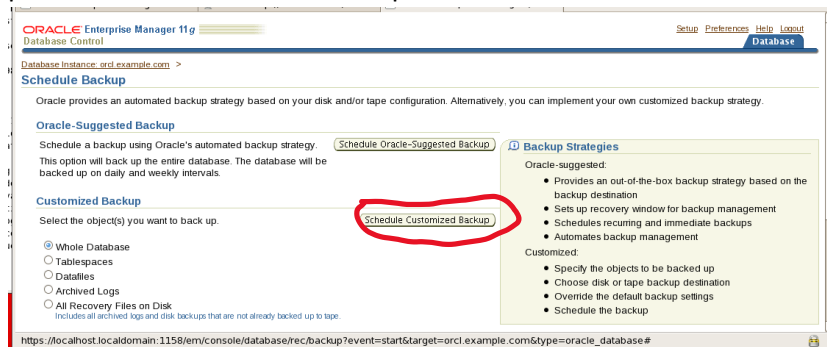 ORACLE Enterprise Manager 11g
Database Control
Setup Preferences Help Logout
Database
Database Instance: orcl.example.com >
Schedule Backup
Oracle provides an automated backup strategy based on your disk and/or tape configuration. Alternatively, you can implement your own customized backup strategy.
Oracle-Suggested Backup
Schedule a backup using Oracle's automated backup strategy.
Schedule Oracle-Suggested Backup
This option will back up the entire database. The database will be
backed up on daily and weekly intervals.
Customized Backup
Select the object(s) you want to back up.
Schedule Customized Backup
Whole Database
Tablespaces
Datafiles
Archived Logs
All Recovery Files on Disk
Includes all archived logs and disk backups that are not already backed up to tape.
Backup Strategies
Oracle-suggested:
Provides an out-of-the-box backup strategy based on the
backup destination
Sets up recovery window for backup management
Schedules recurring and immediate backups
Automates backup management
Customized:
Specify the objects to be backed up
Choose disk or tape backup destination
Override the default backup settings
Schedule the backup
https://localhost.localdomain:1158/em/console/database/rec/backup?event=start&target=orcl.example.com&type=oracle_database#